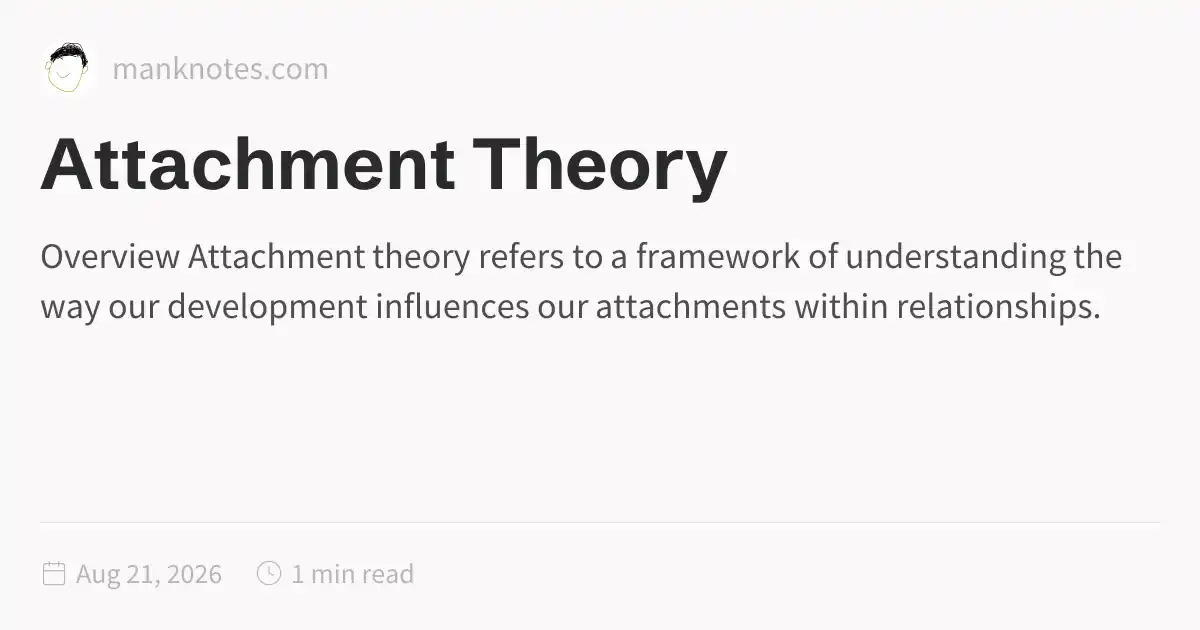 manknotes.com
Attachment Theory
Overview Attachment theory refers to a framework of understanding the
way our development influences our attachments within relationships.
Aug 21, 2026 1 min read